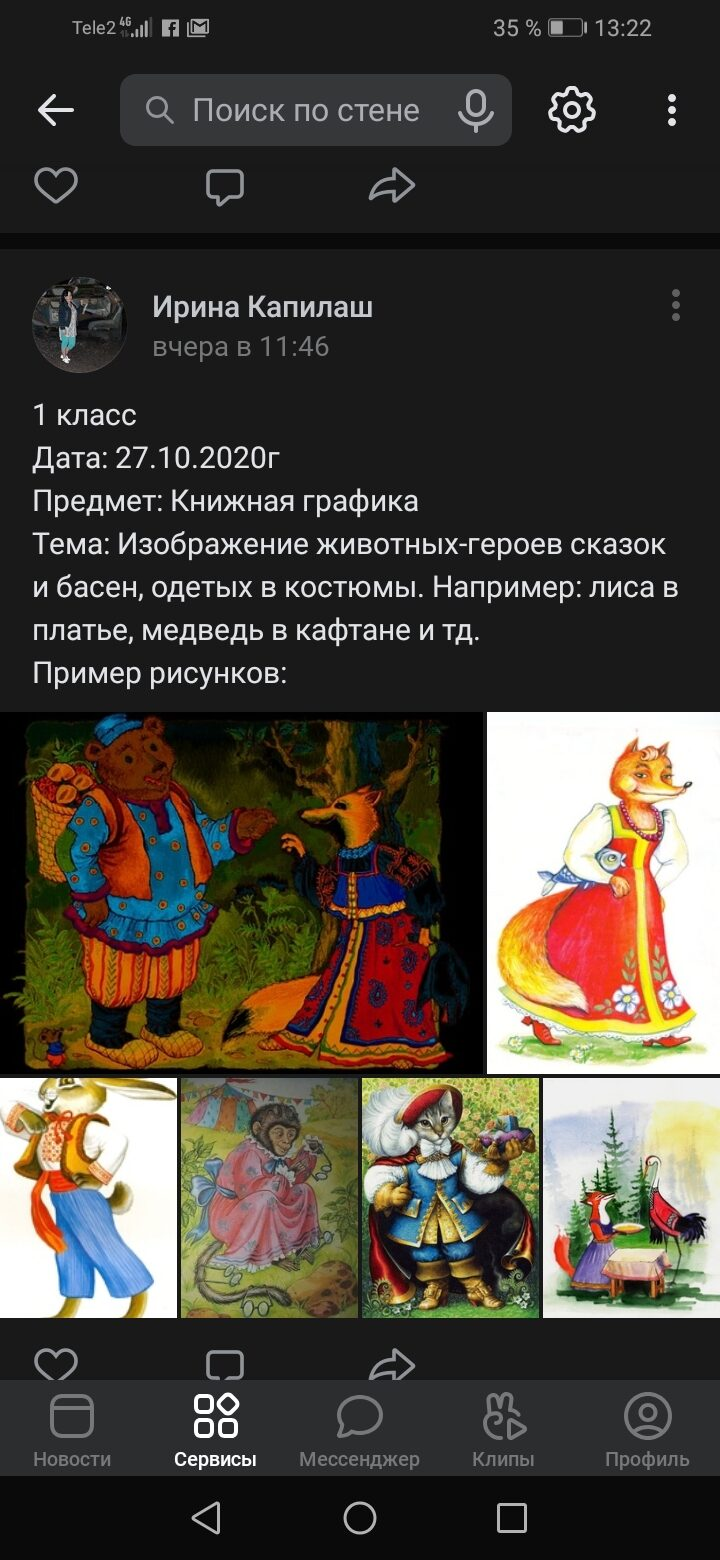 Tele2 4G 35 % 13:22
Поиск по стене
Ирина Капилаш
вчера в 11:46
1 класс
Дата: 27.10.2020г
Предмет: Книжная графика
Тема: Изображение животных-героев сказок
и басен, одетых в костюмы. Например: лиса в
платье, медведь в кафтане и тд.
Пример рисунков:
Новости Сервисы Мессенджер Клипы Профиль